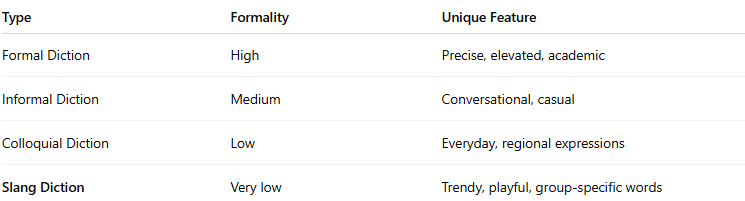 Type Formality Unique Feature
Formal Diction High Precise, elevated, academic
Informal Diction Medium Conversational, casual
Colloquial Diction Low Everyday, regional expressions
Slang Diction Very low Trendy, playful, group-specific words